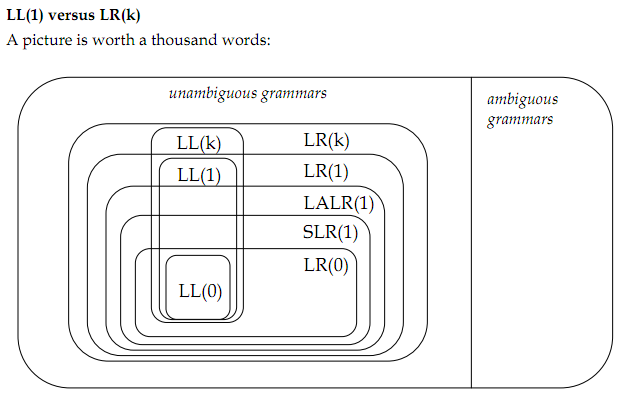 LL(1) versus LR(k)
A picture is worth a thousand words:
unambiguous grammars
ambiguous
grammars
LL(k)
LR(k)
LL(1)
LR(1)
LALR(1)
SLR(1)
LR(0)
LL(0)